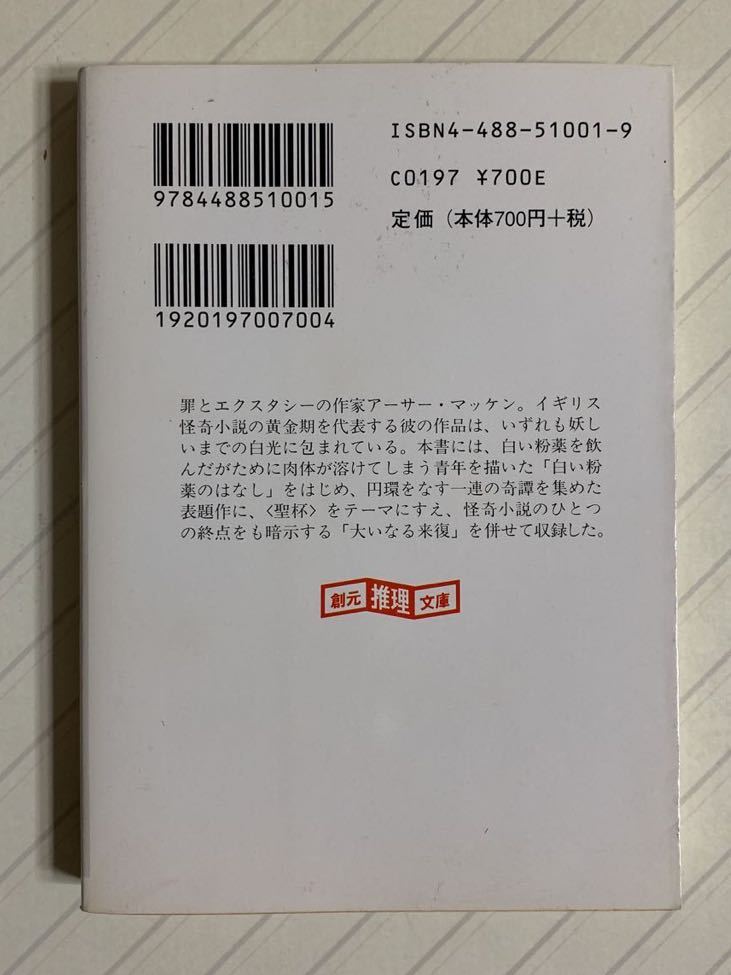 ISBN4-488-51001-9
C0197 ¥700E
定価（本体700円＋税）
9784488510015
1920197007004
罪とエクスタシーの作家アーサー・マッケン。イギリス
怪奇小説の黄金期を代表する彼の作品は、いずれも妖し
いまでの白光に包まれている。本書には、白い粉薬を飲
んだがために肉体が溶けてしまう青年を描いた「白い粉
薬のはなし」をはじめ、円環をなす一連の奇譚を集めた
表題作に、〈聖杯〉をテーマにすえ、怪奇小説のひとつ
の終点をも暗示する「大いなる来復」を併せて収録した。
創元推理文庫